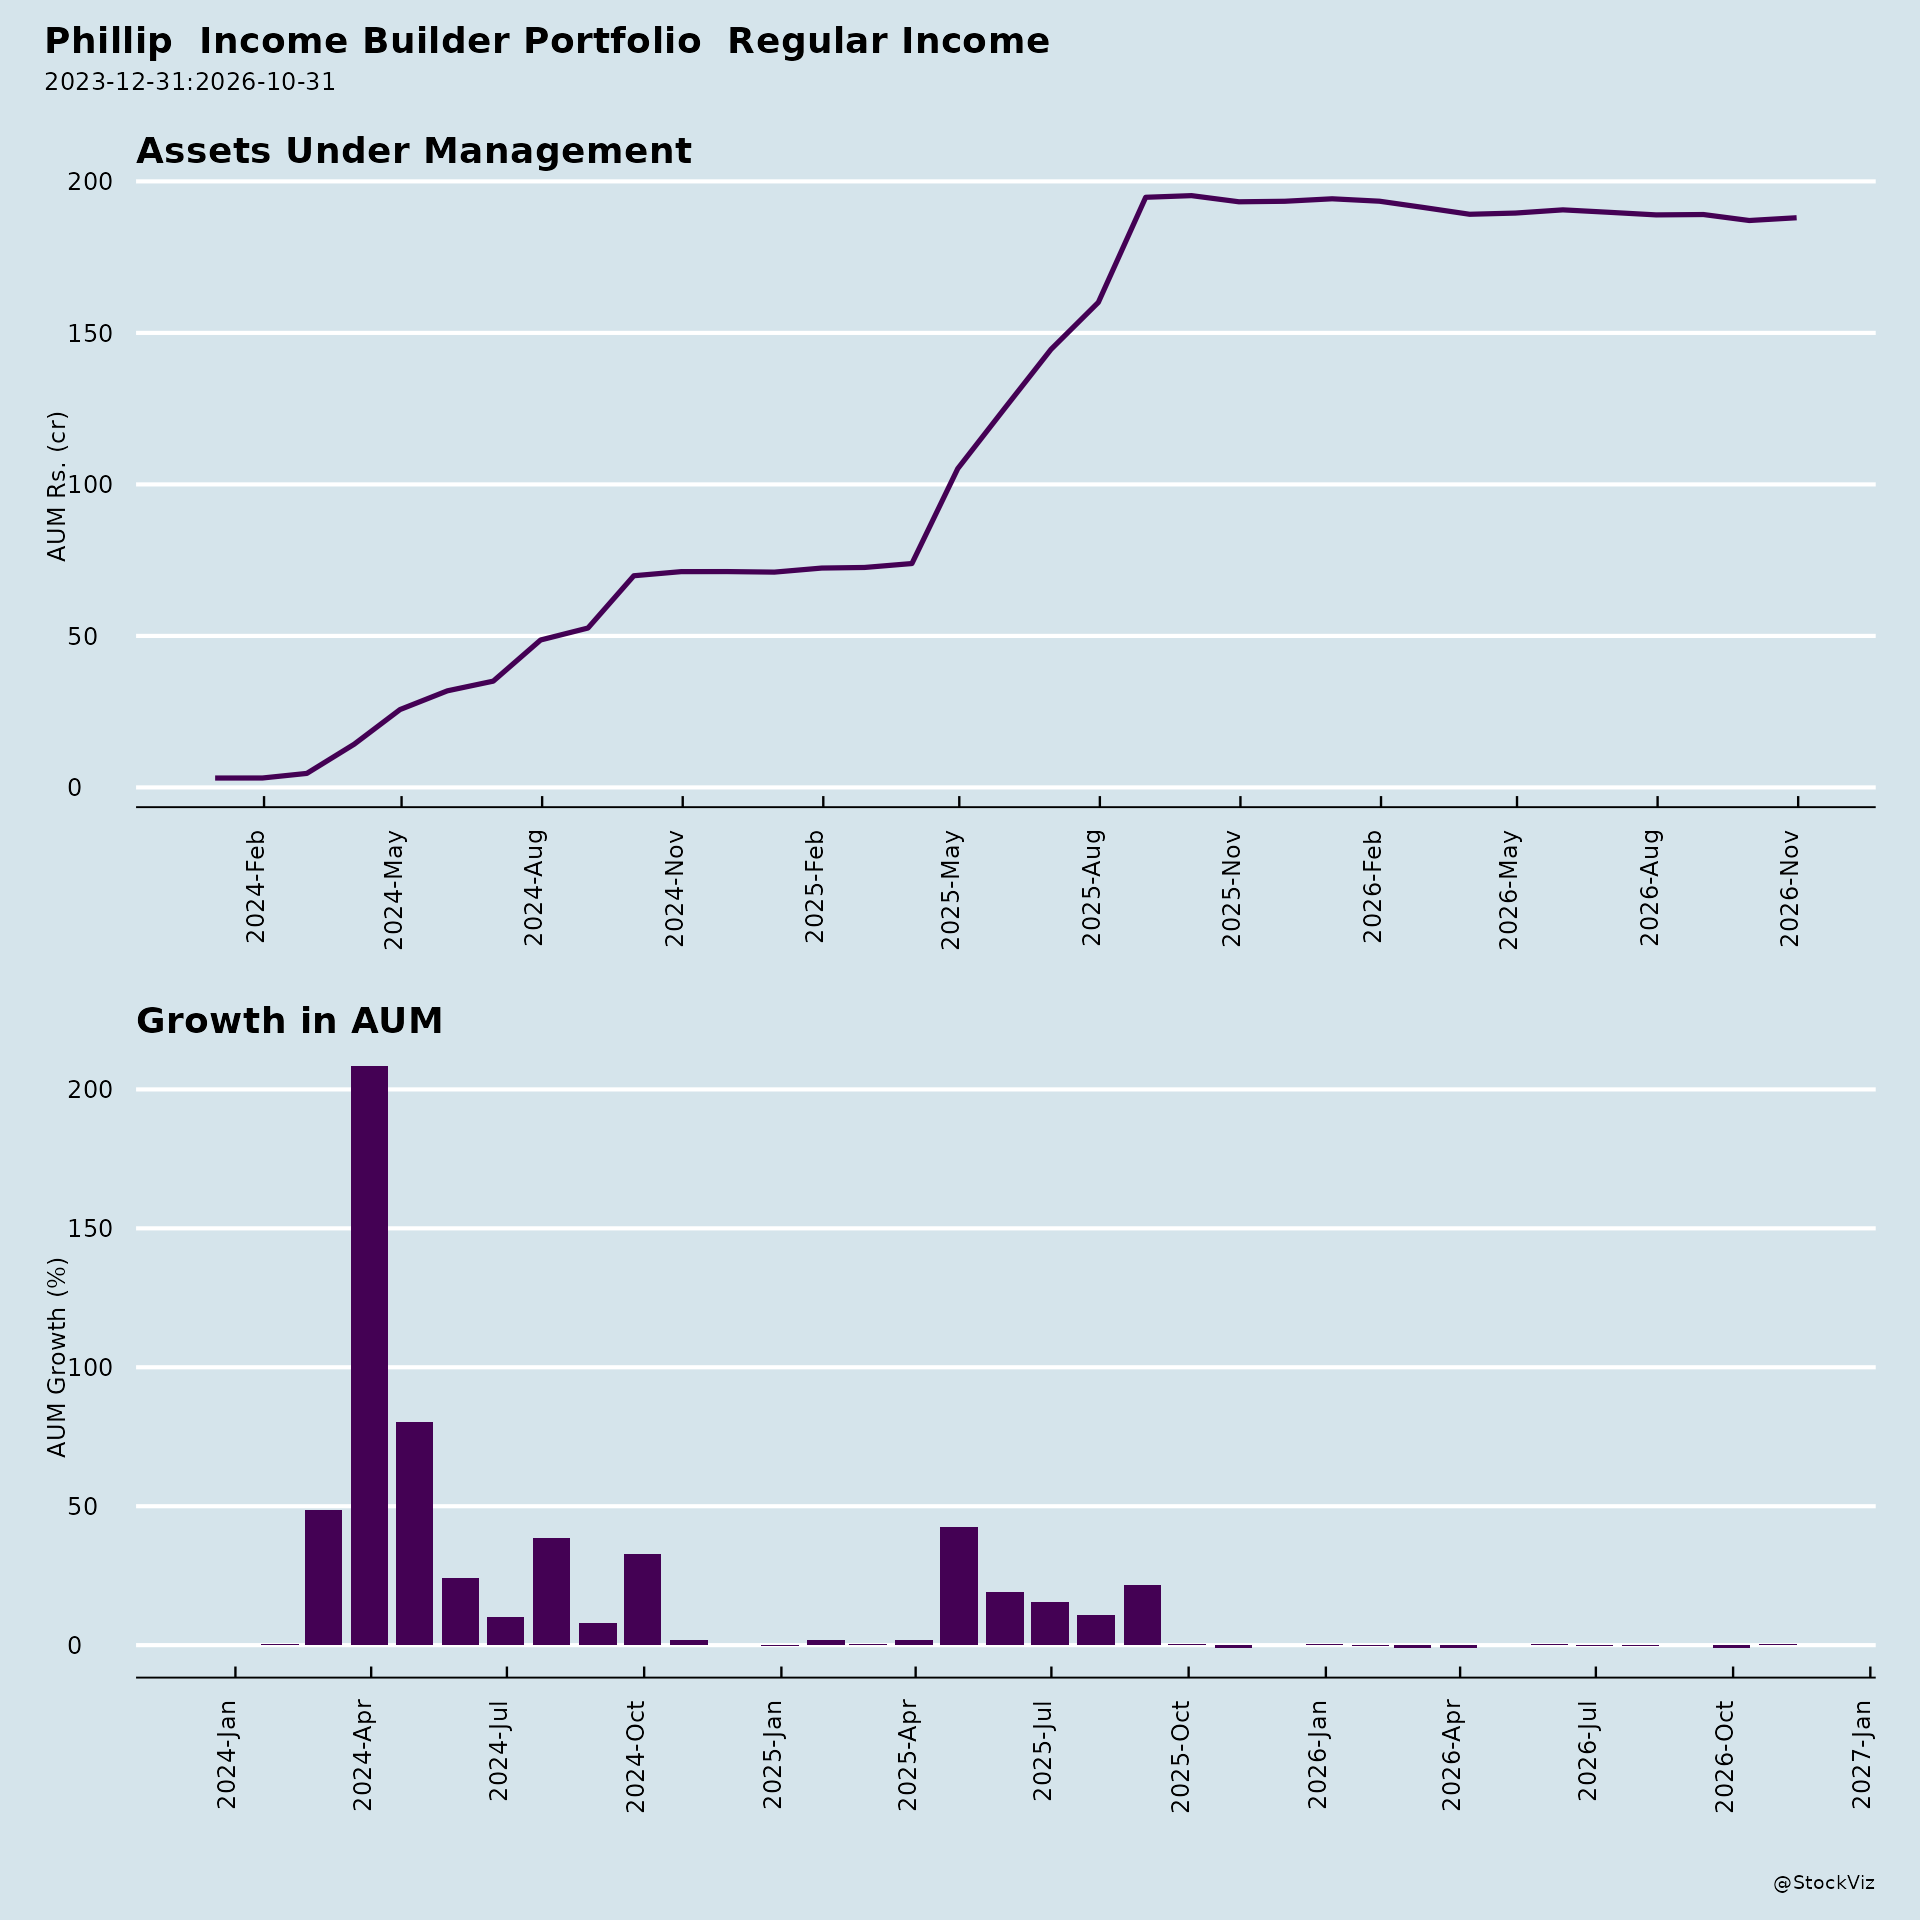 Phillip  Income Builder Portfolio  Regular Income
2023-12-31:2026-10-31
Assets Under Management
AUM Rs. (cr)
200
150
100
50
0
2024-Feb
2024-May
2024-Aug
2024-Nov
2025-Feb
2025-May
2025-Aug
2025-Nov
2026-Feb
2026-May
2026-Aug
2026-Nov
Growth in AUM
AUM Growth (%)
200
150
100
50
0
2024-Jan
2024-Apr
2024-Jul
2024-Oct
2025-Jan
2025-Apr
2025-Jul
2025-Oct
2026-Jan
2026-Apr
2026-Jul
2026-Oct
2027-Jan
@StockViz